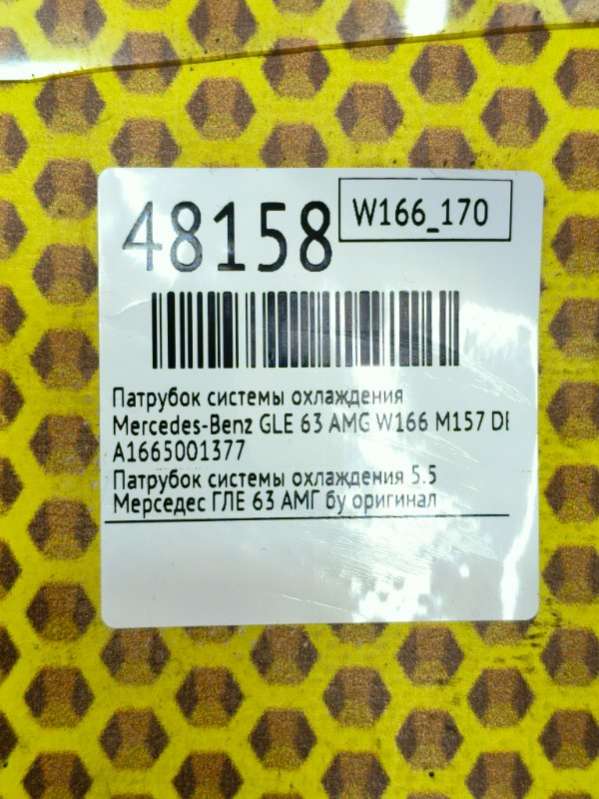 48158
W166_170
Патрубок системы охлаждения
Mercedes-Benz GLE 63 AMG W166 M157 DE
A1665001377
Патрубок системы охлаждения 5.5
Мерседес ГЛЕ 63 АМГ бу оригинал